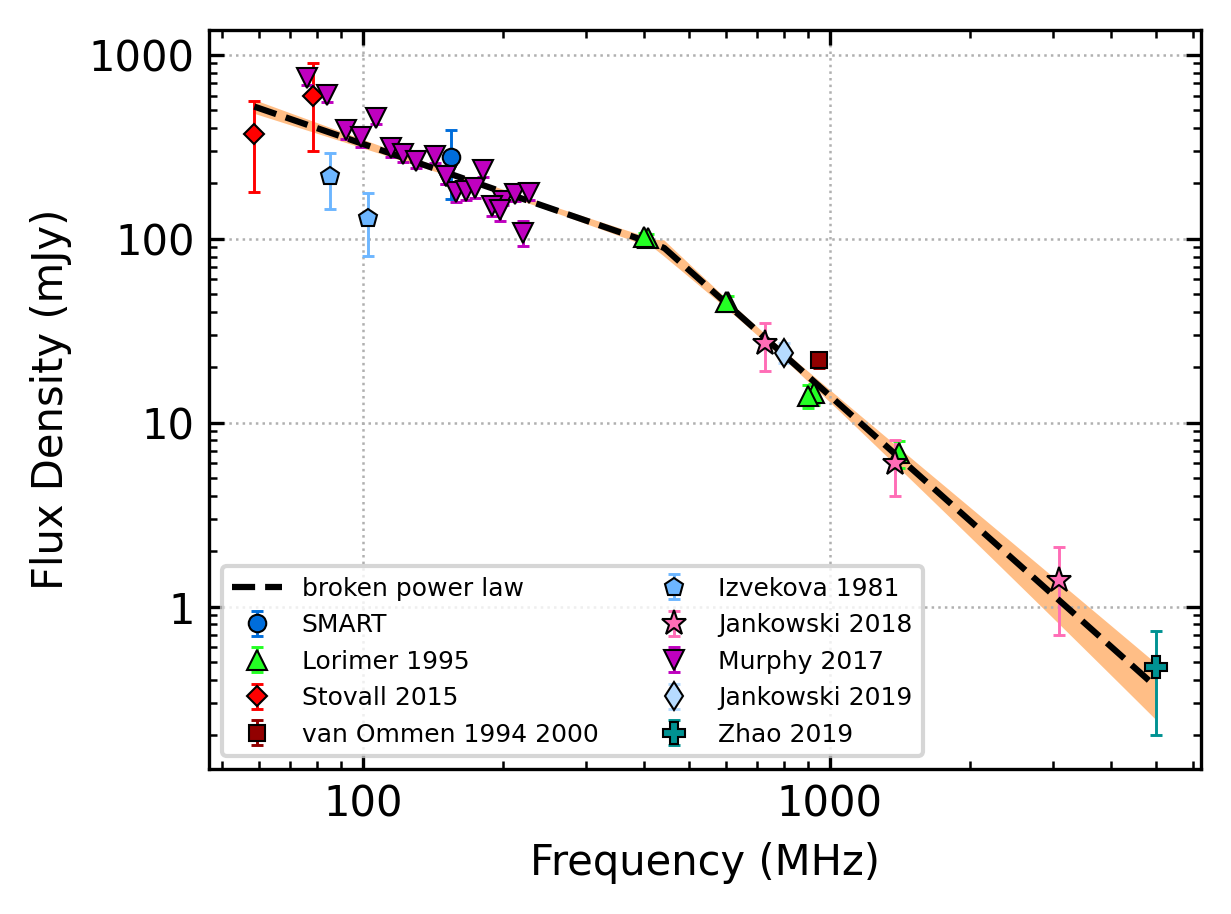 1000
100
10
1
Flux Density (mJy)
broken power law
SMART
Lorimer 1995
Stovall 2015
van Ommen 1994 2000
Izvekova 1981
Jankowski 2018
Murphy 2017
Jankowski 2019
Zhao 2019
100
1000
Frequency (MHz)